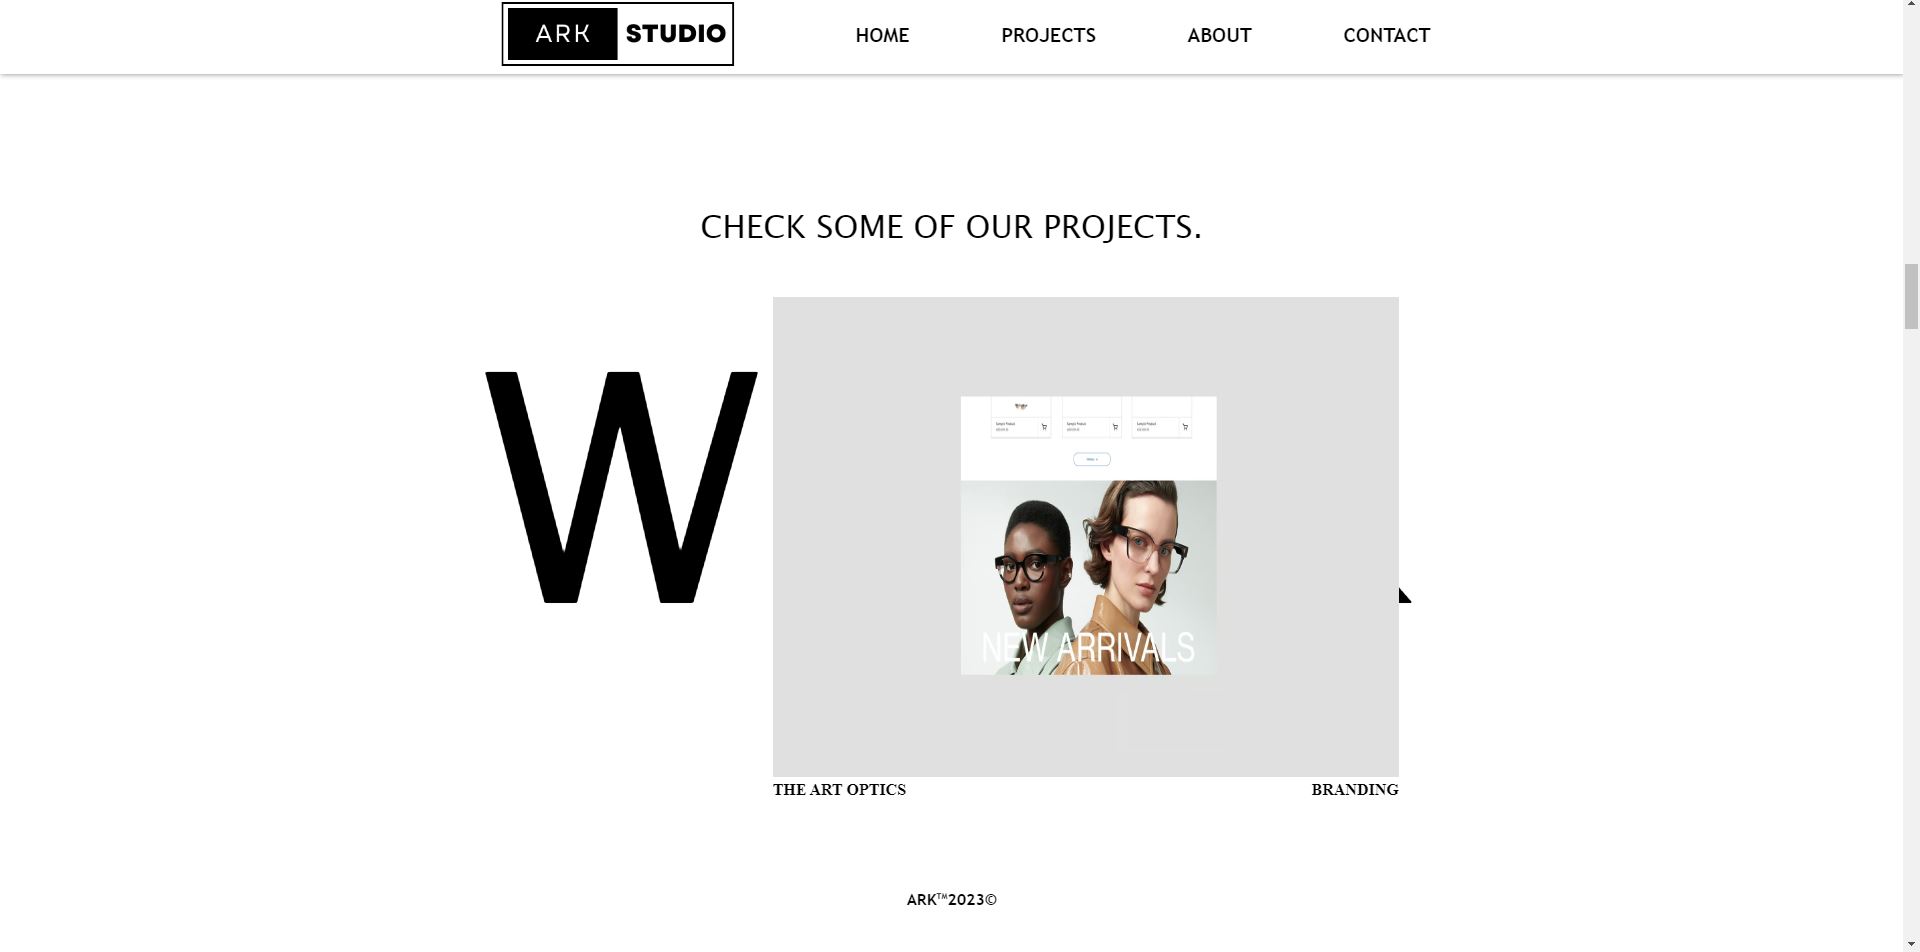 ARK STUDIO HOME PROJECTS ABOUT CONTACT
CHECK SOME OF OUR PROJECTS.
W
Sample Product Sample Product Sample Product
NEW ARRIVALS
THE ART OPTICS BRANDING
ARK™2023©